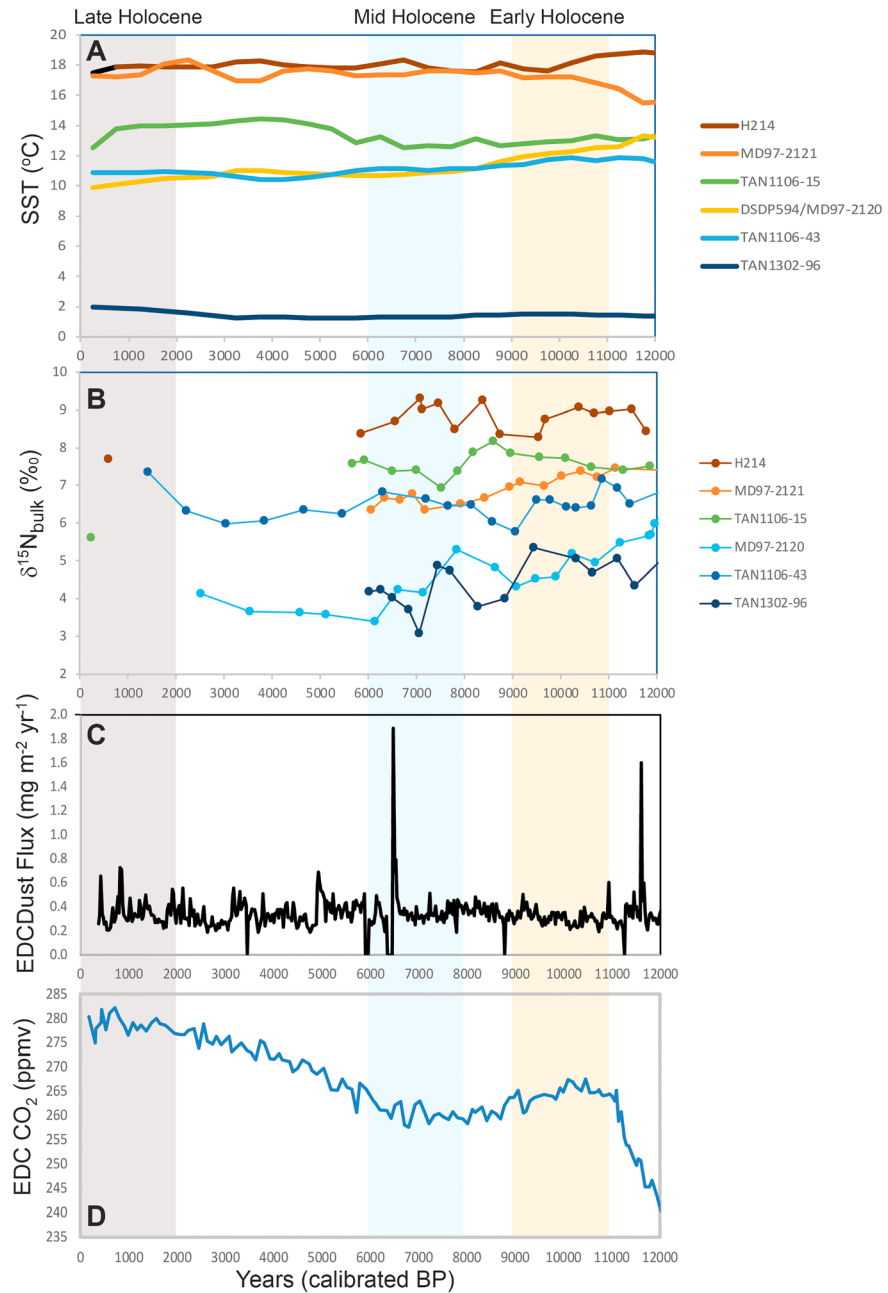 Late Holocene Mid Holocene Early Holocene
A
SST (°C)
20
18
16
14
12
10
8
6
4
2
0
0 1000 2000 3000 4000 5000 6000 7000 8000 9000 10000 11000 12000
H214
MD97-2121
TAN1106-15
DSDP594/MD97-2120
TAN1106-43
TAN1302-96
B
δ15Nbulk (‰)
10
9
8
7
6
5
4
3
2
0 1000 2000 3000 4000 5000 6000 7000 8000 9000 10000 11000 12000
H214
MD97-2121
TAN1106-15
MD97-2120
TAN1106-43
TAN1302-96
C
EDCDust Flux (mg m-2 yr-1)
2.0
1.8
1.6
1.4
1.2
1.0
0.8
0.6
0.4
0.2
0.0
0 1000 2000 3000 4000 5000 6000 7000 8000 9000 10000 11000 12000
D
EDC CO2 (ppmv)
285
280
275
270
265
260
255
250
245
240
235
0 1000 2000 3000 4000 5000 6000 7000 8000 9000 10000 11000 12000
Years (calibrated BP)